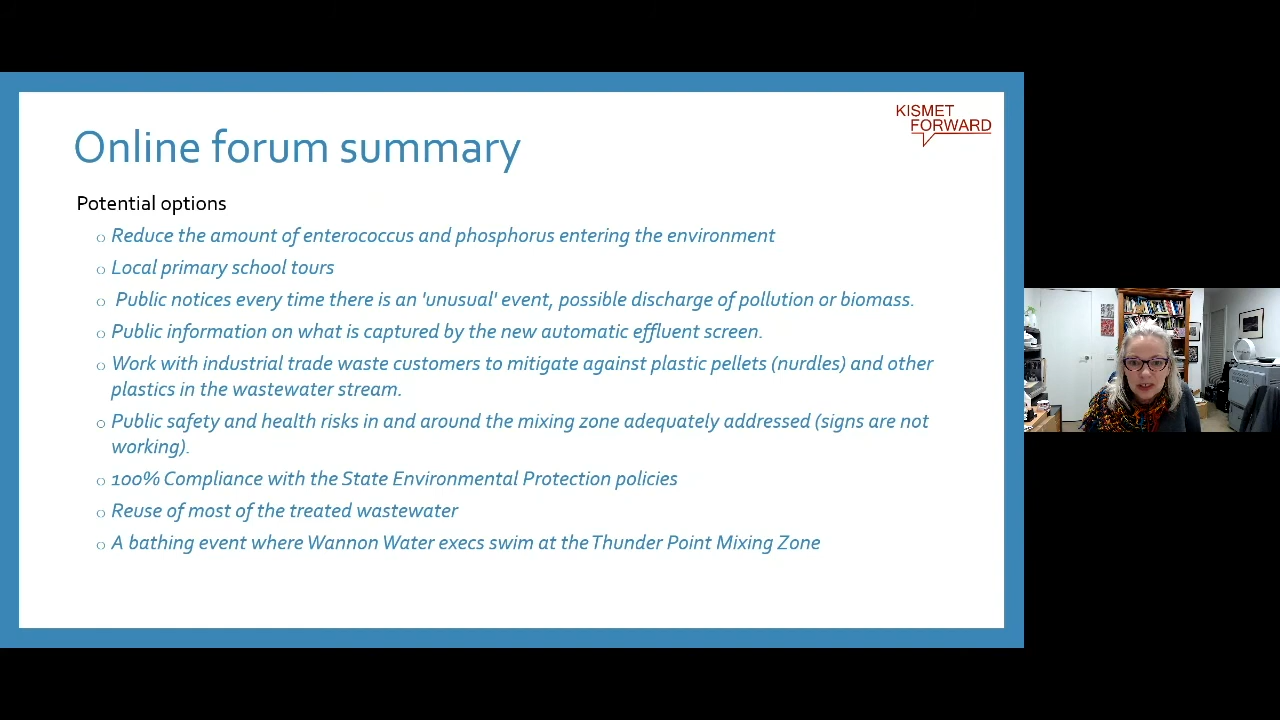 KISMET
FORWARD
Online forum summary
Potential options
o Reduce the amount of enterococcus and phosphorus entering the environment
o Local primary school tours
o Public notices every time there is an 'unusual' event, possible discharge of pollution or biomass.
o Public information on what is captured by the new automatic effluent screen.
o Work with industrial trade waste customers to mitigate against plastic pellets (nurdles) and other
plastics in the wastewater stream.
o Public safety and health risks in and around the mixing zone adequately addressed (signs are not
working).
o 100% Compliance with the State Environmental Protection policies
o Reuse of most of the treated wastewater
o A bathing event where Wannon Water execs swim at the Thunder Point Mixing Zone